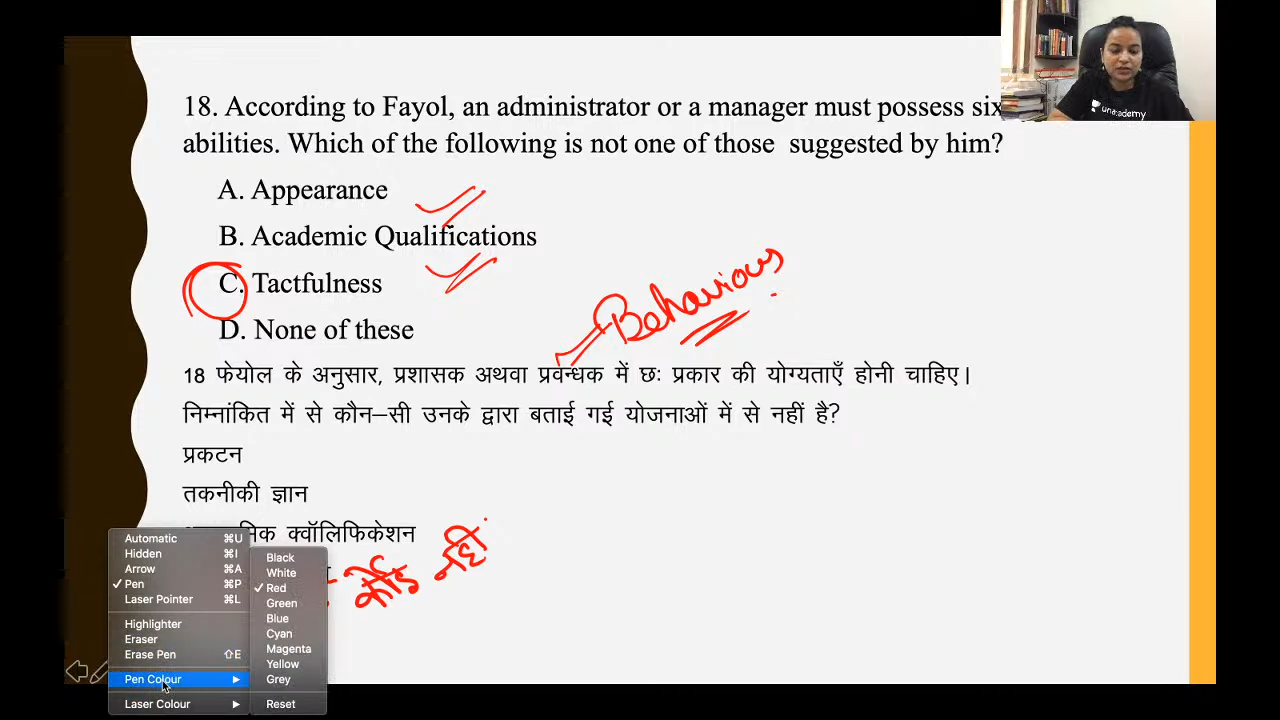 18. According to Fayol, an administrator or a manager must possess six
abilities. Which of the following is not one of those suggested by him?
A. Appearance
B. Academic Qualifications
C. Tactfulness
D. None of these
Behavious
18 फेयोल के अनुसार, प्रशासक अथवा प्रवन्धक में छः प्रकार की योग्यताएँ होनी चाहिए।
निम्नांकित में से कौन–सी उनके द्वारा बताई गई योजनाओं में से नहीं है?
प्रकटन
तकनीकी ज्ञान
क्वॉलिफिकेशन
कोई नहीं
unacademy
Automatic ⌘U
Hidden ⌘I
Arrow ⌘A
✓ Pen ⌘P
Laser Pointer ⌘L
Highlighter
Eraser
Erase Pen ⇧E
Pen Colour
Laser Colour
Black
White
✓ Red
Green
Blue
Cyan
Magenta
Yellow
Grey
Reset